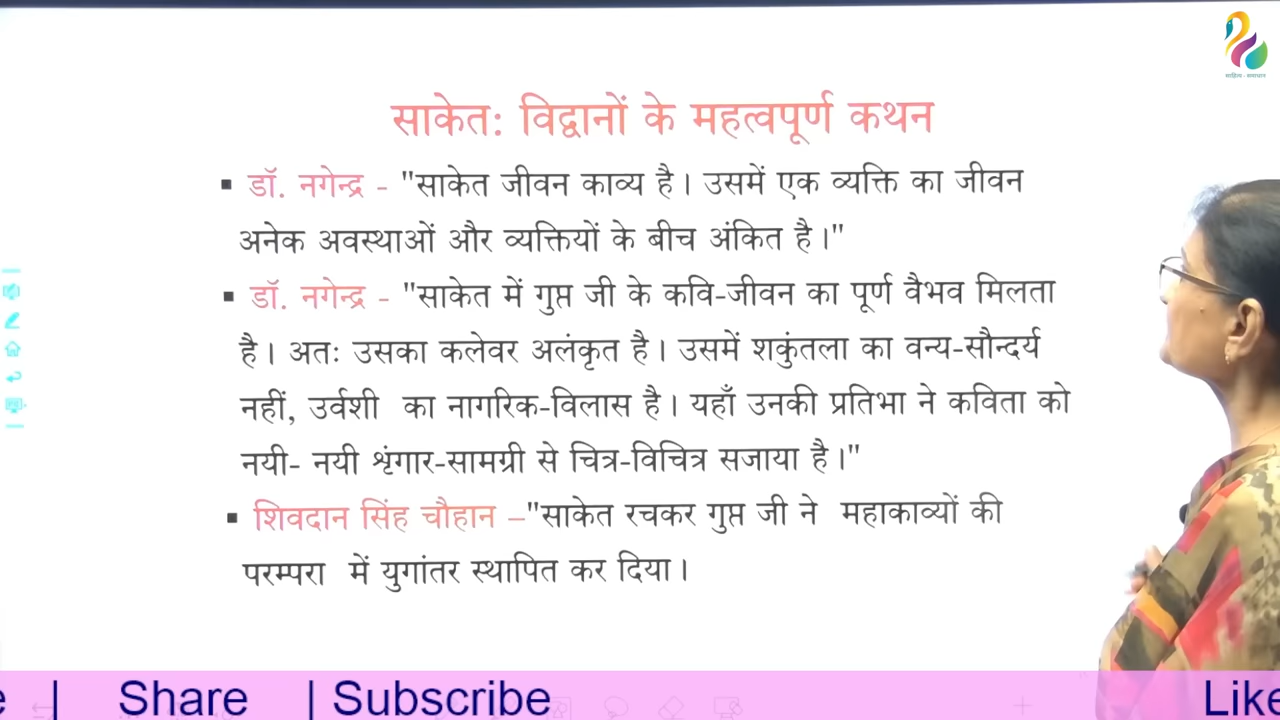 साहित्य - समाधान
साकेत: विद्वानों के महत्वपूर्ण कथन
▪ डॉ. नगेन्द्र - "साकेत जीवन काव्य है। उसमें एक व्यक्ति का जीवन
अनेक अवस्थाओं और व्यक्तियों के बीच अंकित है।"
▪ डॉ. नगेन्द्र - "साकेत में गुप्त जी के कवि-जीवन का पूर्ण वैभव मिलता
है। अतः उसका कलेवर अलंकृत है। उसमें शकुंतला का वन्य-सौन्दर्य
नहीं, उर्वशी का नागरिक-विलास है। यहाँ उनकी प्रतिभा ने कविता को
नयी- नयी शृंगार-सामग्री से चित्र-विचित्र सजाया है।"
▪ शिवदान सिंह चौहान –"साकेत रचकर गुप्त जी ने महाकाव्यों की
परम्परा में युगांतर स्थापित कर दिया।
e | Share | Subscribe Like